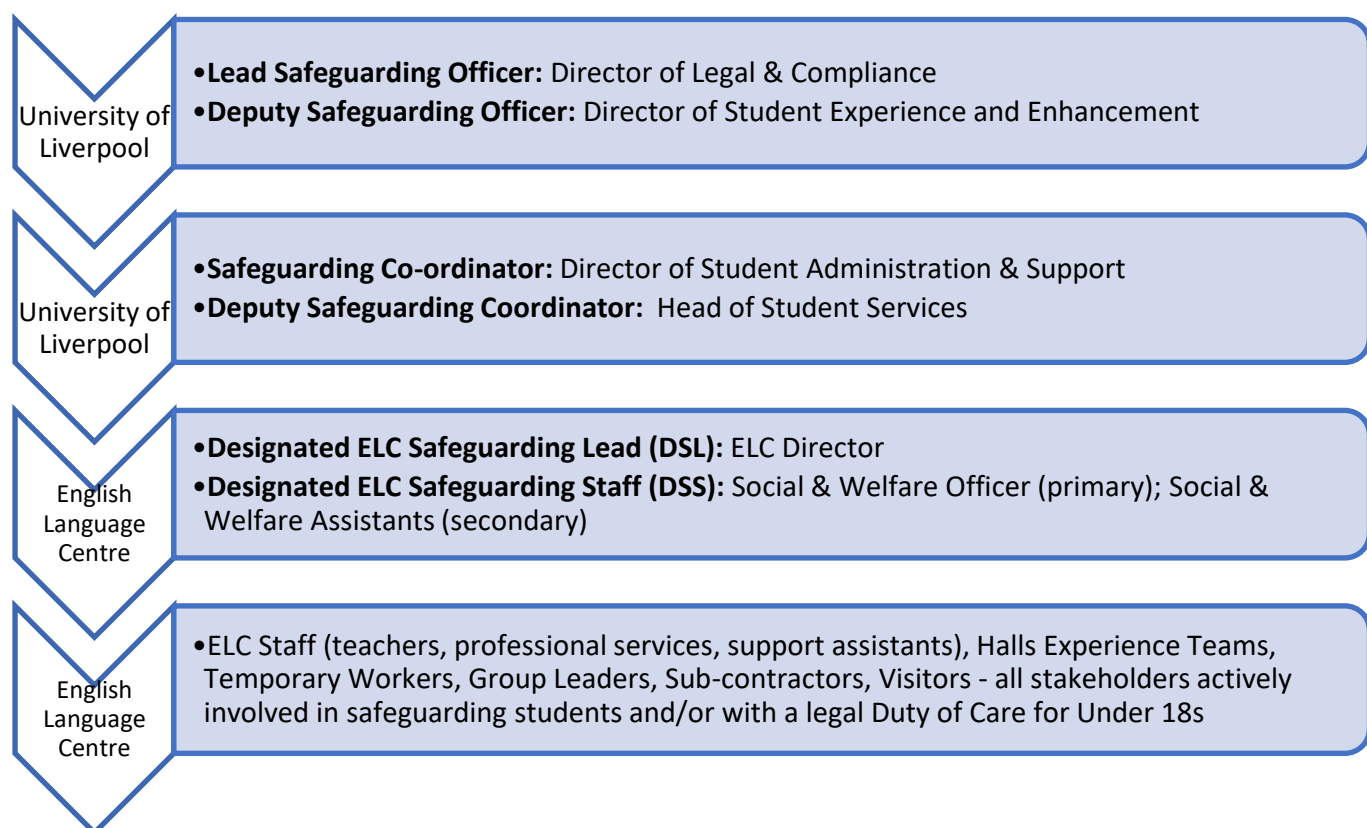 University of
Liverpool
•Lead Safeguarding Officer: Director of Legal & Compliance
•Deputy Safeguarding Officer: Director of Student Experience and Enhancement
University of
Liverpool
•Safeguarding Co-ordinator: Director of Student Administration & Support
•Deputy Safeguarding Coordinator:  Head of Student Services
English
Language
Centre
•Designated ELC Safeguarding Lead (DSL): ELC Director
•Designated ELC Safeguarding Staff (DSS): Social & Welfare Officer (primary); Social &
Welfare Assistants (secondary)
English
Language
Centre
•ELC Staff (teachers, professional services, support assistants), Halls Experience Teams,
Temporary Workers, Group Leaders, Sub-contractors, Visitors - all stakeholders actively
involved in safeguarding students and/or with a legal Duty of Care for Under 18s